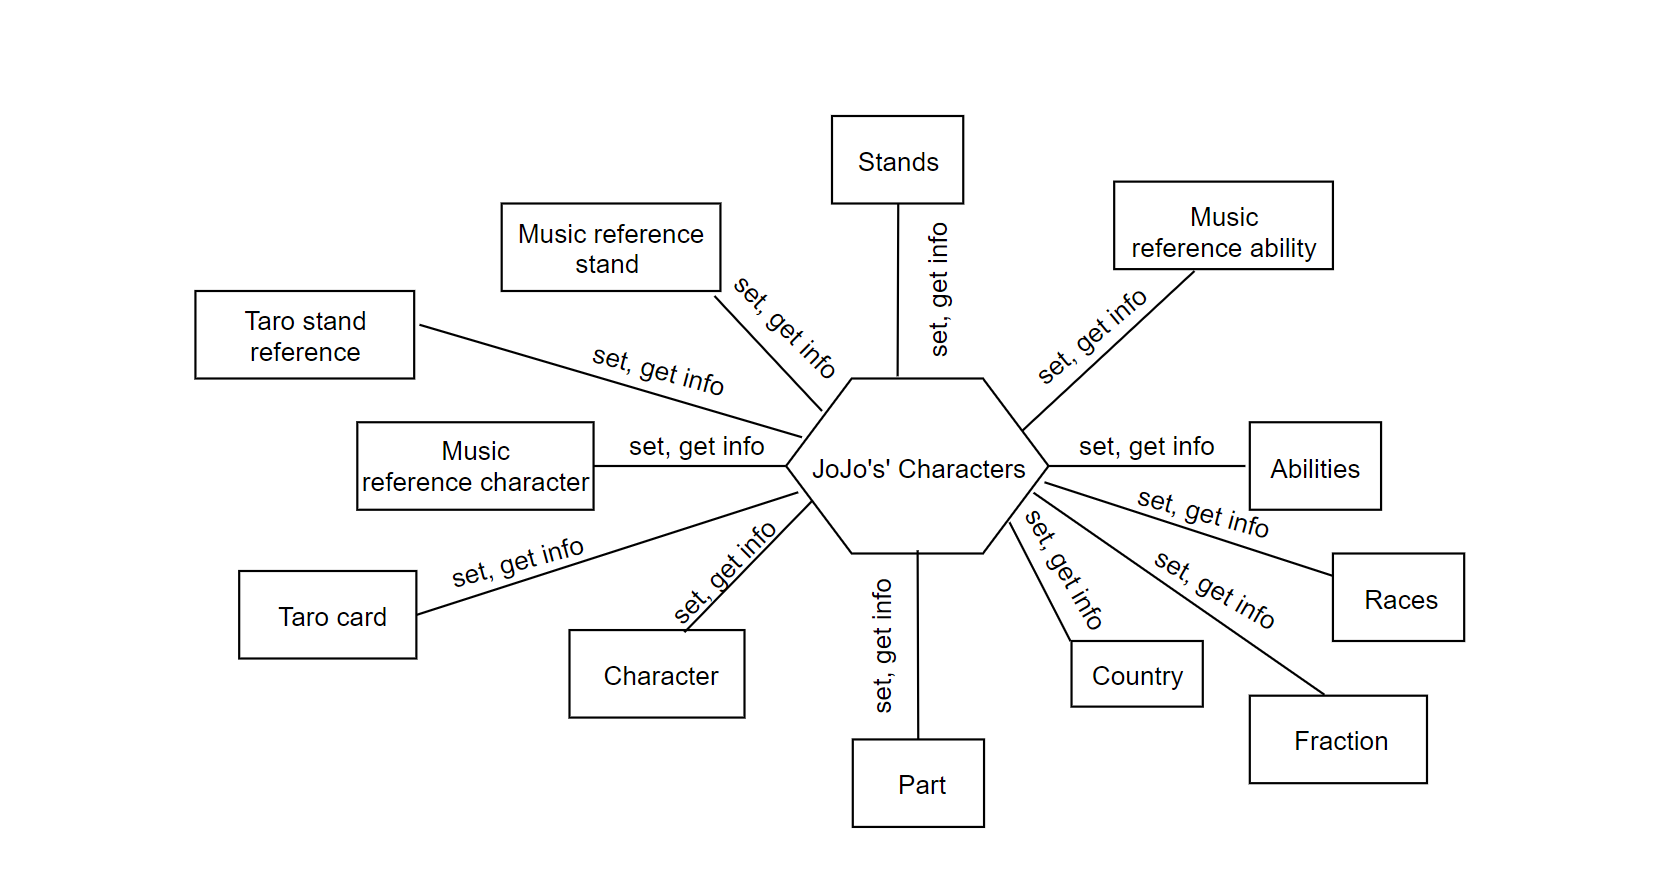 Stands
Music
reference ability
Music reference
stand
set, get info
set, get info
set, get info
Taro stand
reference
set, get info
Music
reference character
set, get info
JoJo's' Characters
set, get info
Abilities
set, get info
set, get info
Taro card
set, get info
Character
set, get info
set, get info
Country
set, get info
Races
set, get info
Fraction
Part